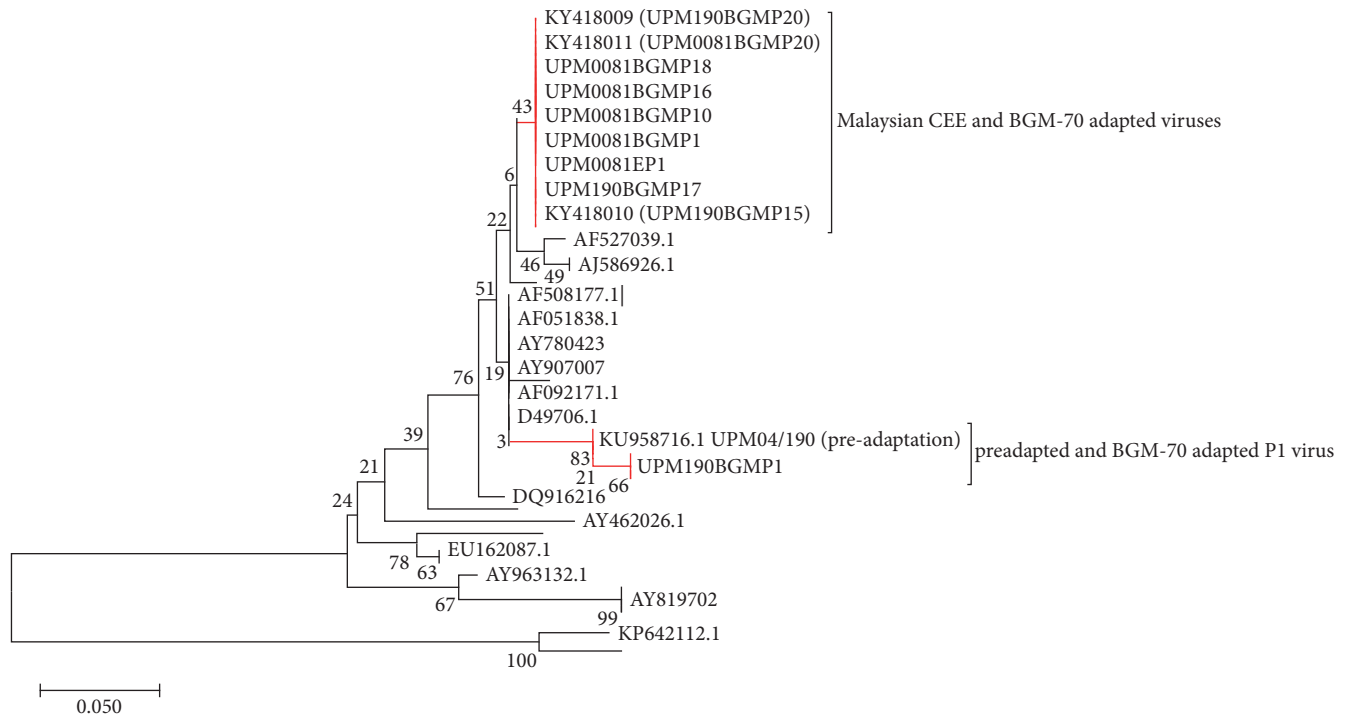 KY418009 (UPM190BGMP20)
KY418011 (UPM0081BGMP20)
UPM0081BGMP18
UPM0081BGMP16
43
UPM0081BGMP10
Malaysian CEE and BGM-70 adapted viruses
UPM0081BGMP1
UPM0081EP1
6
UPM190BGMP17
KY418010 (UPM190BGMP15)
22
AF527039.1
46
AJ586926.1
49
51
AF508177.1
AF051838.1
AY780423
AY907007
76
19
AF092171.1
D49706.1
39
3
KU958716.1 UPM04/190 (pre-adaptation)
preadapted and BGM-70 adapted P1 virus
83
UPM190BGMP1
21
21
66
DQ916216
24
AY462026.1
EU162087.1
78
63
AY963132.1
67
AY819702
99
KP642112.1
100
0.050